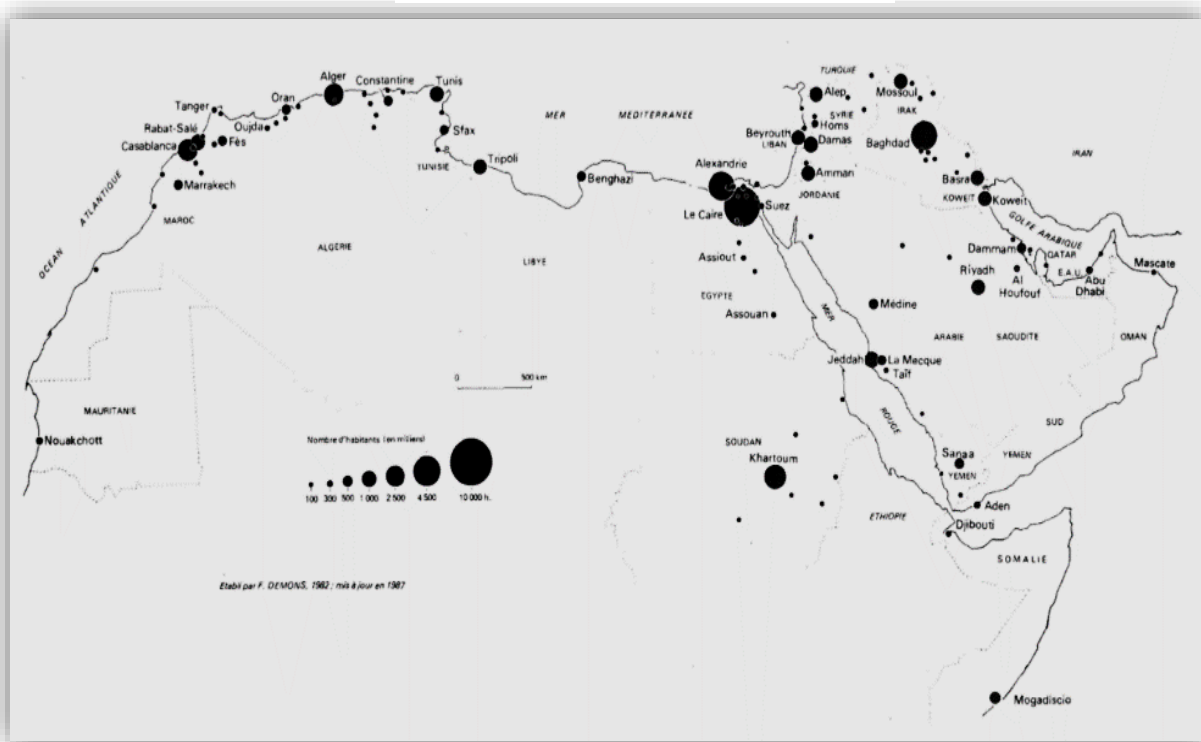 Alger
Constantine
Tunis
Tanger
Oran
Rabat-Salé
Oujda
Casablanca
Fès
Marrakech
Sfax
TUNISIE
Tripoli
Benghazi
MER MEDITERRANÉE
OCEAN ATLANTIQUE
MAROC
ALGÉRIE
LIBYE
TURQUIE
Alep
Mossoul
SYRIE
IRAK
Homs
Beyrouth
LIBAN
Damas
Baghdad
IRAN
Alexandrie
Amman
JORDANIE
Basra
KOWEIT
Koweit
Le Caire
Suez
GOLFE ARABIQUE
Dammam
QATAR
Assiout
Riyadh
Al
Houfouf
E.A.U.
Abu
Dhabi
Mascate
EGYPTE
Assouan
MER
ROUGE
Médine
ARABIE SAOUDITE
OMAN
Jeddah
La Mecque
Taïf
0 500 km
MAURITANIE
Nouakchott
Nombre d'habitants (en milliers)
100 300 500 1 000 2 500 4 500 10 000 h.
SOUDAN
Khartoum
SUD
YEMEN
Sanaa
YEMEN
Aden
ETHIOPIE
Djibouti
SOMALIE
Etabli par F. DEMONS, 1982 ; mis à jour en 1987
Mogadiscio